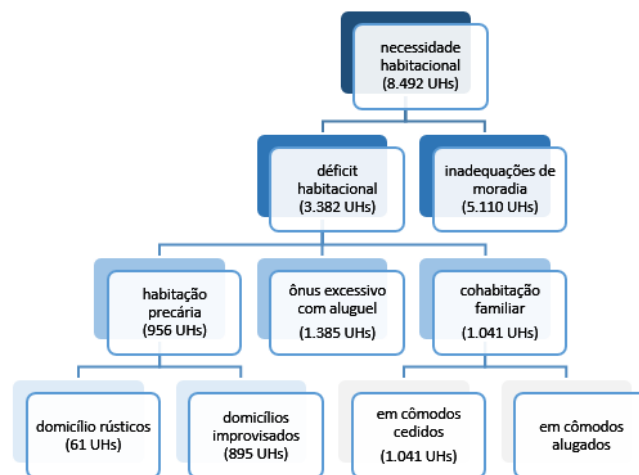 necessidade
habitacional
(8.492 UHs)
déficit
habitacional
(3.382 UHs)
inadequações de
moradia
(5.110 UHs)
habitação
precária
(956 UHs)
ônus excessivo
com aluguel
(1.385 UHs)
cohabitação
familiar
(1.041 UHs)
domicílio rústicos
(61 UHs)
domicílios
improvisados
(895 UHs)
em cômodos
cedidos
(1.041 UHs)
em cômodos
alugados